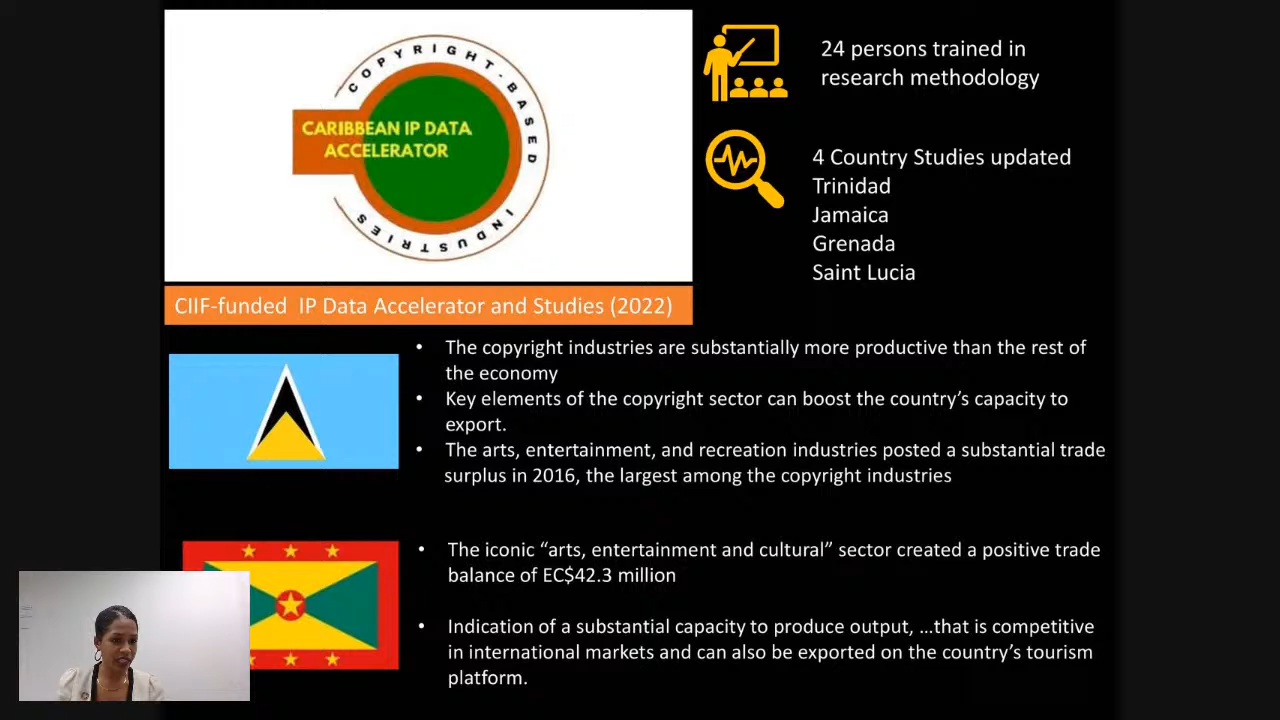 COPYRIGHT-BASED
CARIBBEAN IP DATA
ACCELERATOR
INDUSTRIES
24 persons trained in
research methodology
4 Country Studies updated
Trinidad
Jamaica
Grenada
Saint Lucia
CIIF-funded IP Data Accelerator and Studies (2022)
• The copyright industries are substantially more productive than the rest of
the economy
• Key elements of the copyright sector can boost the country’s capacity to
export.
• The arts, entertainment, and recreation industries posted a substantial trade
surplus in 2016, the largest among the copyright industries
• The iconic “arts, entertainment and cultural” sector created a positive trade
balance of EC$42.3 million
• Indication of a substantial capacity to produce output, …that is competitive
in international markets and can also be exported on the country’s tourism
platform.